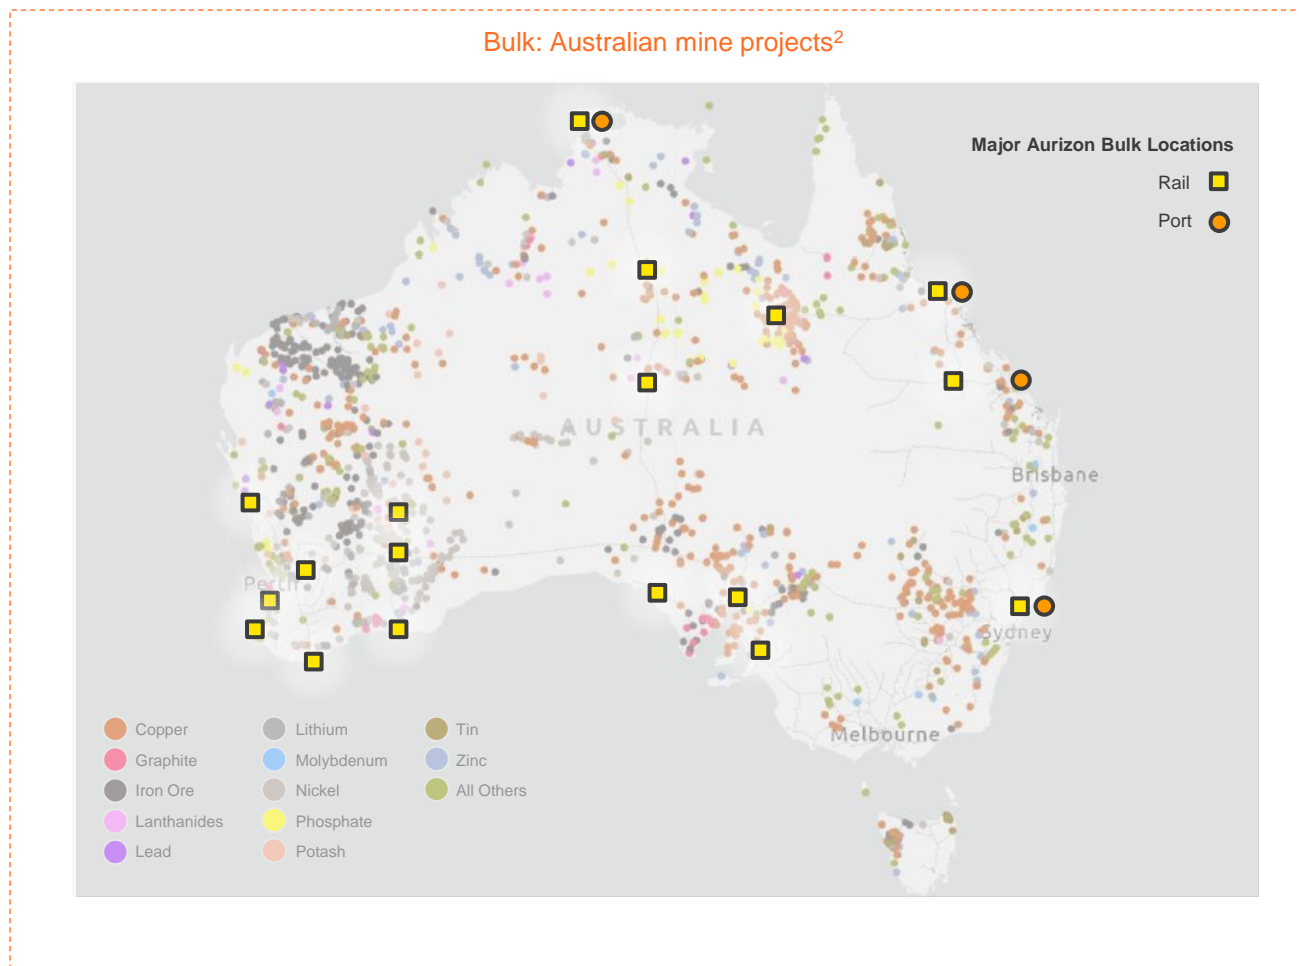 Bulk: Australian mine projects²
Major Aurizon Bulk Locations
Rail
Port
AUSTRALIA
Brisbane
Perth
Sydney
Melbourne
Copper
Graphite
Iron Ore
Lanthanides
Lead
Lithium
Molybdenum
Nickel
Phosphate
Potash
Tin
Zinc
All Others